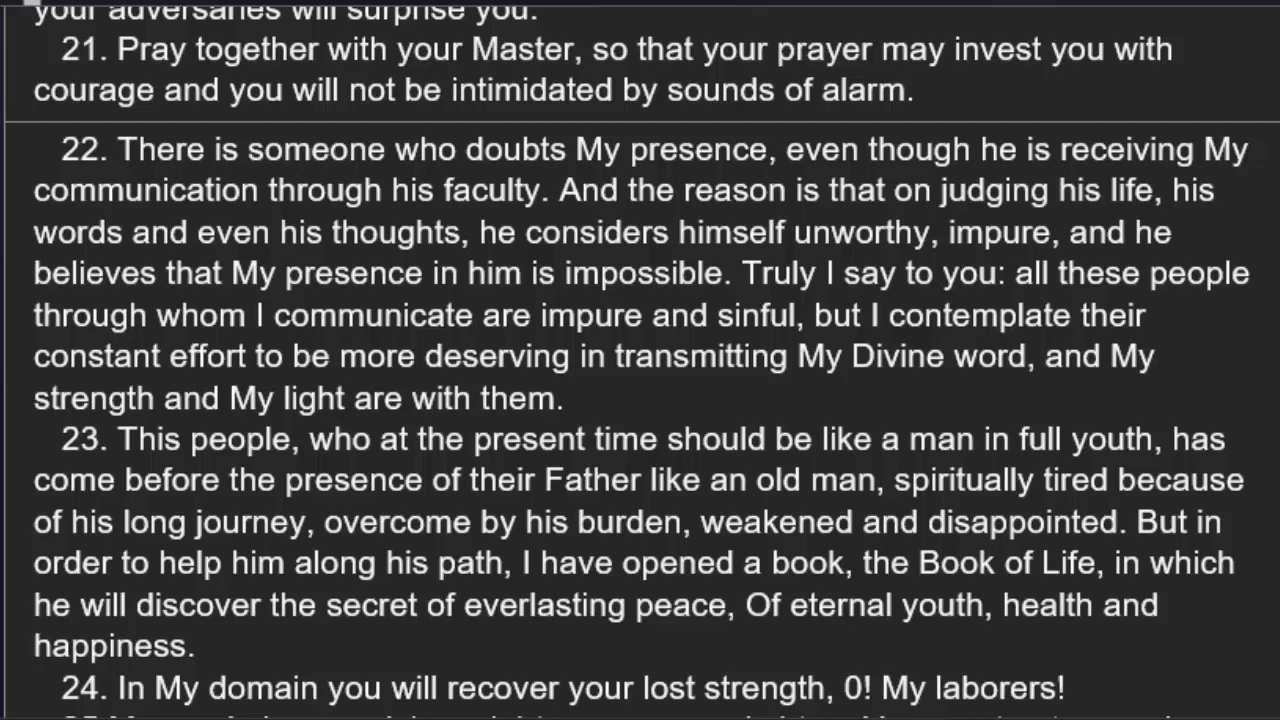 your adversaries will surprise you.
21. Pray together with your Master, so that your prayer may invest you with
courage and you will not be intimidated by sounds of alarm.
22. There is someone who doubts My presence, even though he is receiving My
communication through his faculty. And the reason is that on judging his life, his
words and even his thoughts, he considers himself unworthy, impure, and he
believes that My presence in him is impossible. Truly I say to you: all these people
through whom I communicate are impure and sinful, but I contemplate their
constant effort to be more deserving in transmitting My Divine word, and My
strength and My light are with them.
23. This people, who at the present time should be like a man in full youth, has
come before the presence of their Father like an old man, spiritually tired because
of his long journey, overcome by his burden, weakened and disappointed. But in
order to help him along his path, I have opened a book, the Book of Life, in which
he will discover the secret of everlasting peace, Of eternal youth, health and
happiness.
24. In My domain you will recover your lost strength, 0! My laborers!